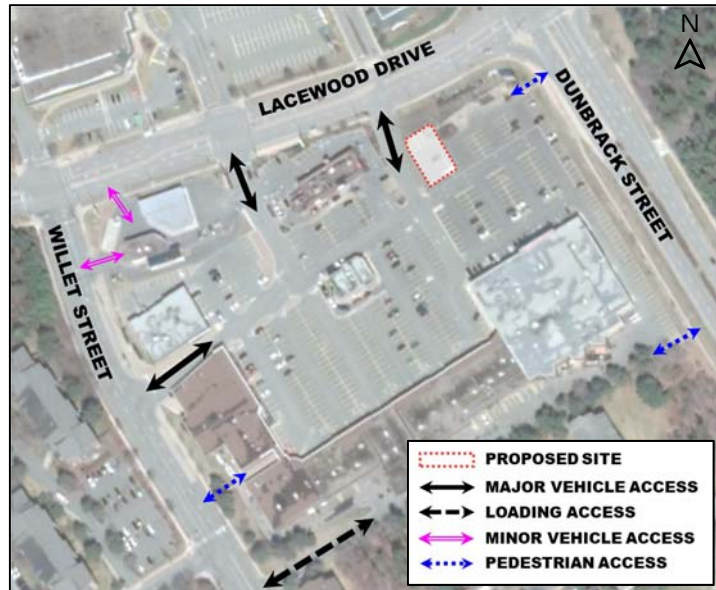 N
LACEWOOD DRIVE
DUNBRACK STREET
WILLET STREET
PROPOSED SITE
MAJOR VEHICLE ACCESS
LOADING ACCESS
MINOR VEHICLE ACCESS
PEDESTRIAN ACCESS